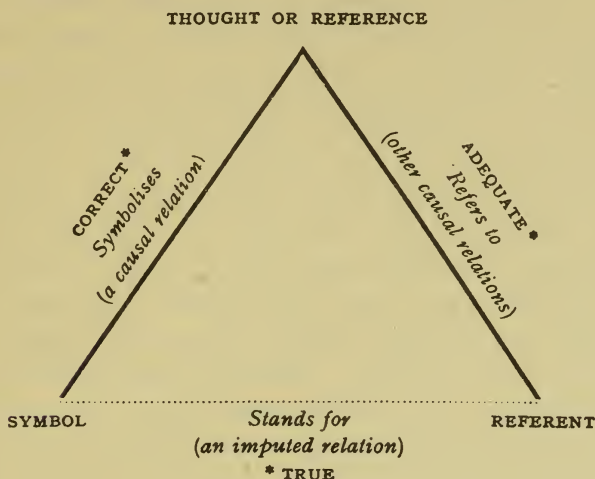 THOUGHT OR REFERENCE
CORRECT *
Symbolises
(a causal relation)
ADEQUATE *
Refers to
(other causal relations)
SYMBOL
Stands for
(an imputed relation)
* TRUE
REFERENT